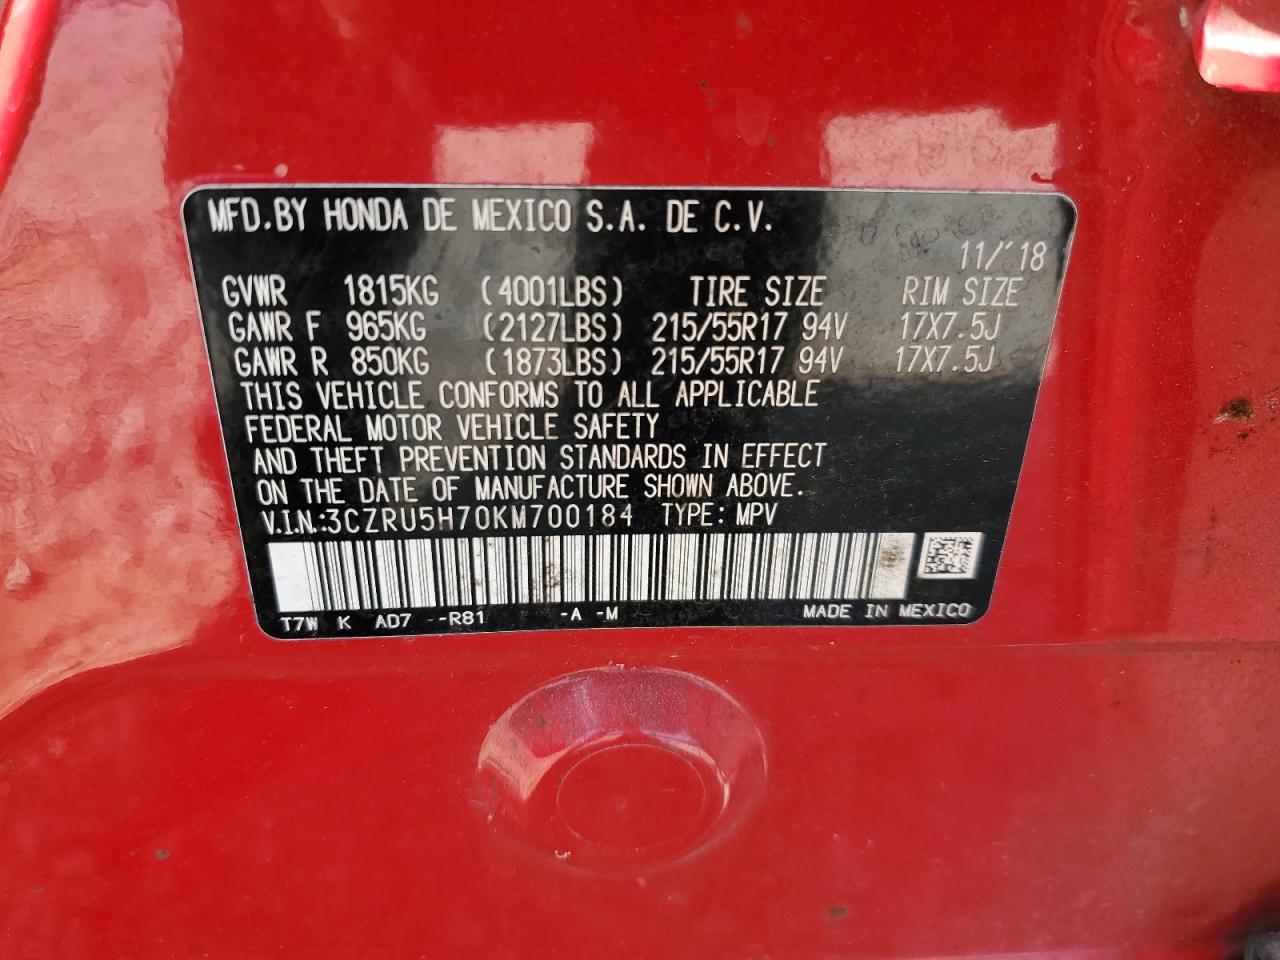 MFD.BY HONDA DE MEXICO S.A. DE C.V.
11/'18
GVWR 1815KG (4001LBS) TIRE SIZE RIM SIZE
GAWR F 965KG (2127LBS) 215/55R17 94V 17X7.5J
GAWR R 850KG (1873LBS) 215/55R17 94V 17X7.5J
THIS VEHICLE CONFORMS TO ALL APPLICABLE
FEDERAL MOTOR VEHICLE SAFETY
AND THEFT PREVENTION STANDARDS IN EFFECT
ON THE DATE OF MANUFACTURE SHOWN ABOVE.
V.I.N.:3CZRU5H70KM700184 TYPE: MPV
T7W K AD7 --R81 -A -M MADE IN MEXICO